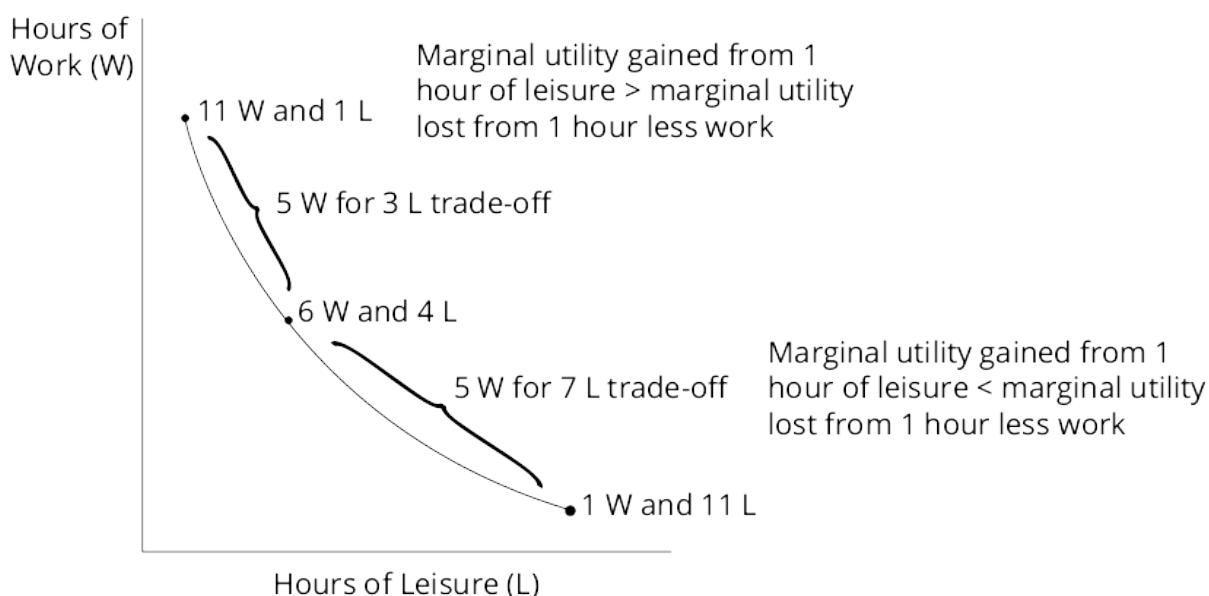 Hours of
Work (W)
Marginal utility gained from 1
hour of leisure > marginal utility
lost from 1 hour less work
11 W and 1 L
5 W for 3 L trade-off
6 W and 4 L
Marginal utility gained from 1
hour of leisure < marginal utility
lost from 1 hour less work
5 W for 7 L trade-off
1 W and 11 L
Hours of Leisure (L)